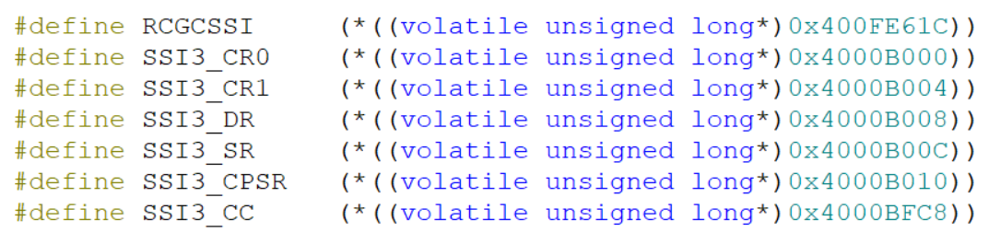 #define RCGCSSI (*((volatile unsigned long*)0x400FE61C))
#define SSI3_CR0 (*((volatile unsigned long*)0x4000B000))
#define SSI3_CR1 (*((volatile unsigned long*)0x4000B004))
#define SSI3_DR (*((volatile unsigned long*)0x4000B008))
#define SSI3_SR (*((volatile unsigned long*)0x4000B00C))
#define SSI3_CPSR (*((volatile unsigned long*)0x4000B010))
#define SSI3_CC (*((volatile unsigned long*)0x4000BFC8))